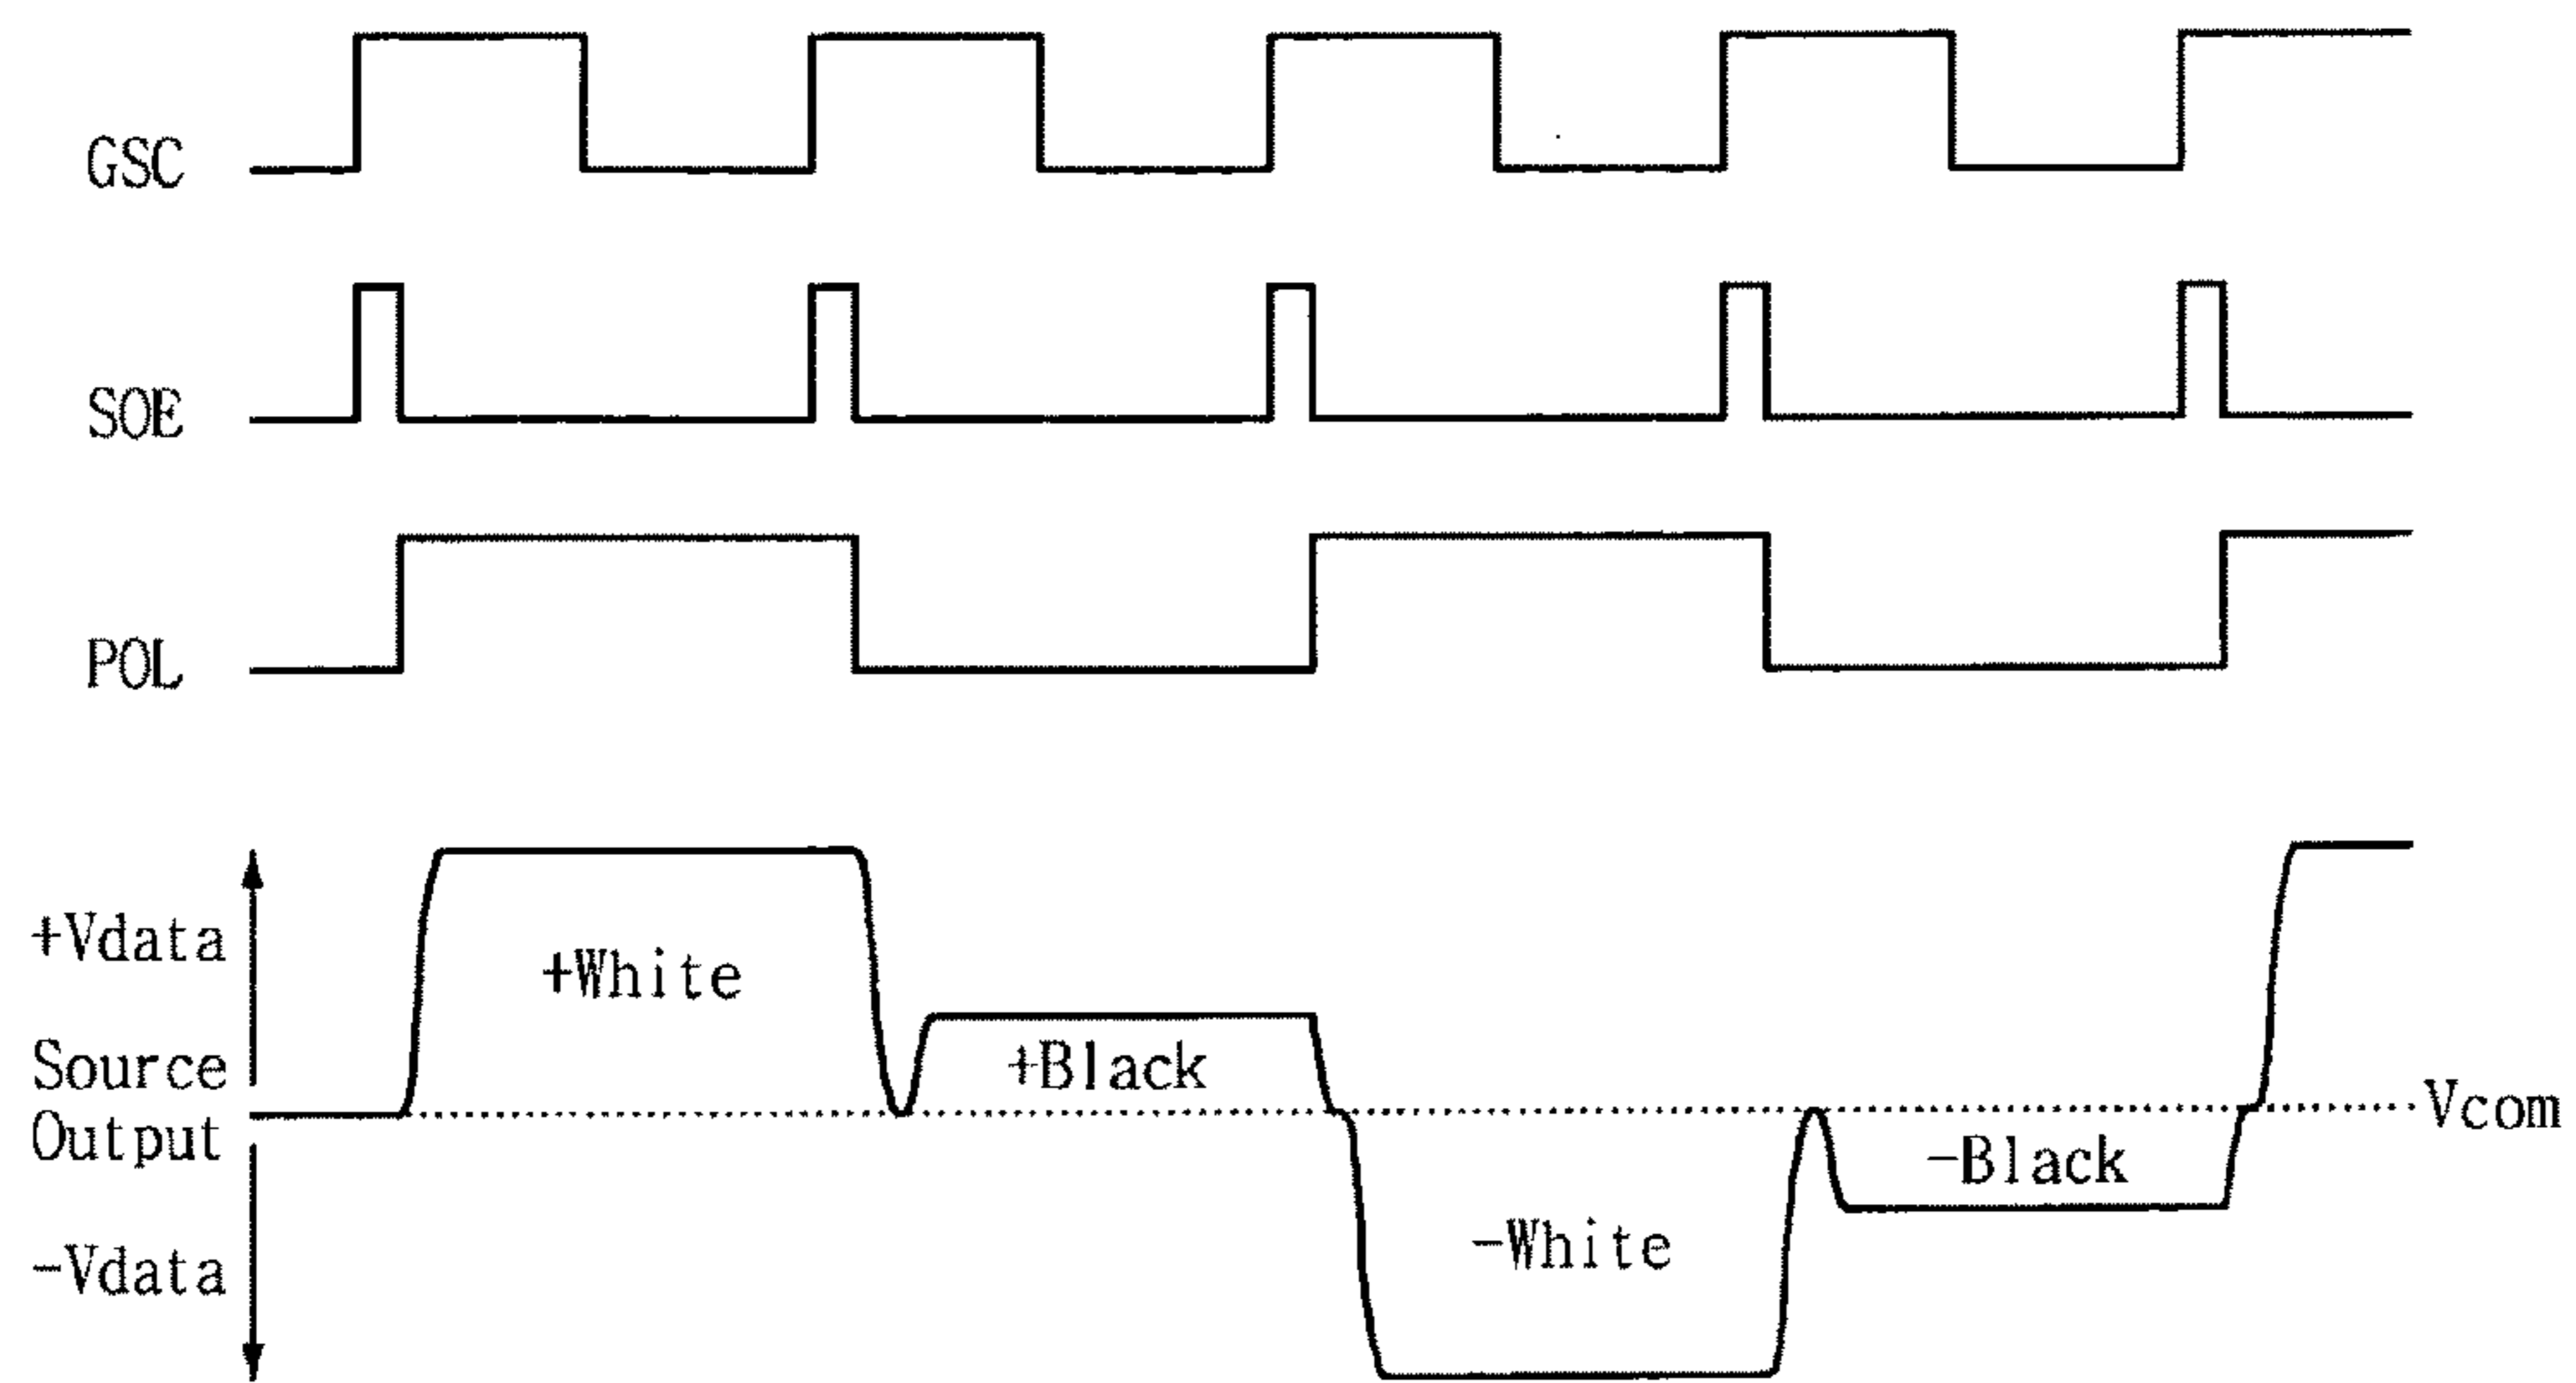 GSC
SOE
POL
+Vdata
+White
Source
Output
+Black
Vcom
-Black
-White
-Vdata